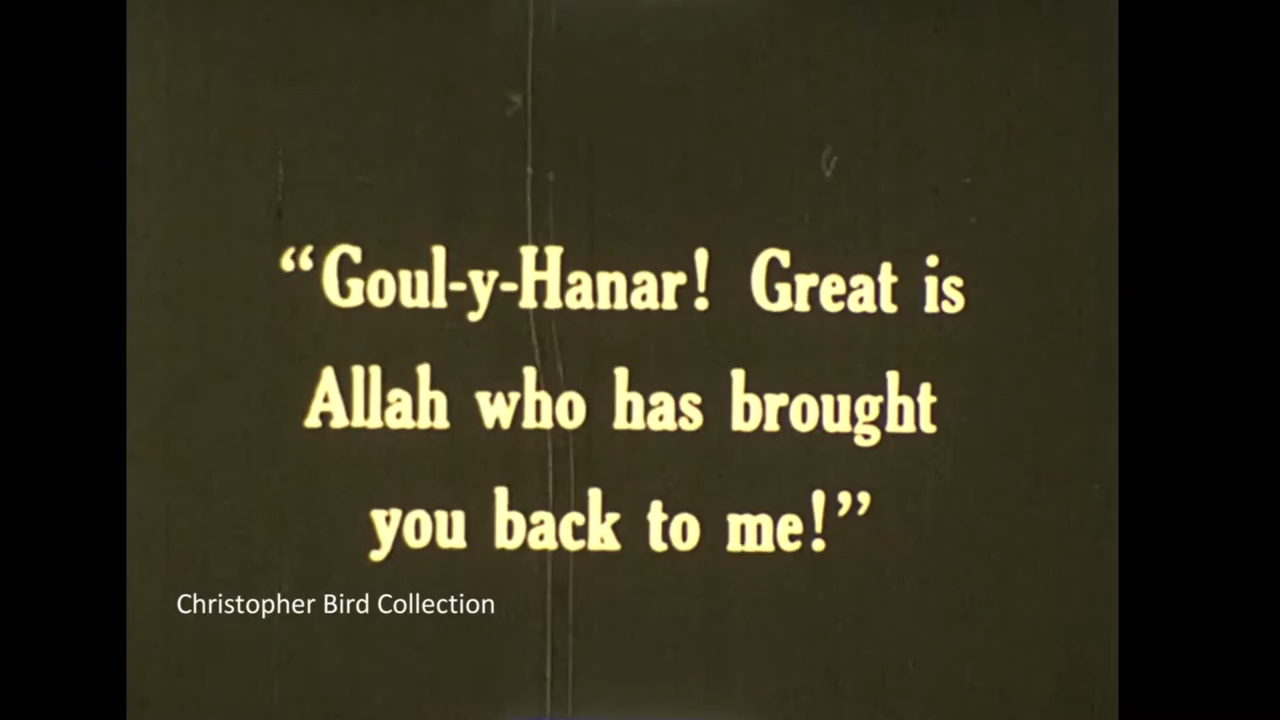 “Goul-y-Hanar! Great is
Allah who has brought
you back to me!”
Christopher Bird Collection